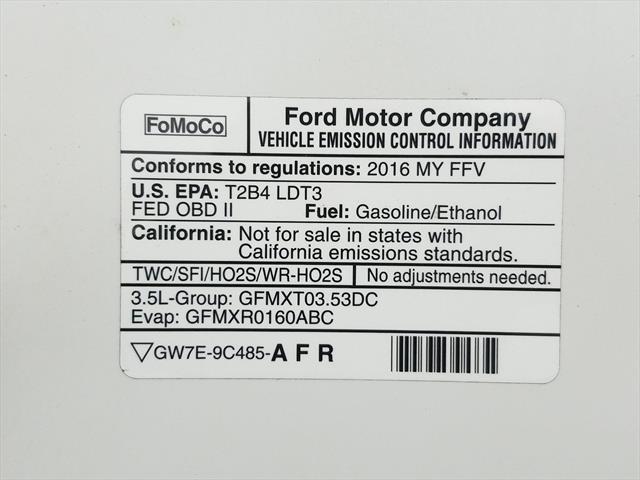 FoMoCo
Ford Motor Company
VEHICLE EMISSION CONTROL INFORMATION
Conforms to regulations: 2016 MY FFV
U.S. EPA: T2B4 LDT3
FED OBD II Fuel: Gasoline/Ethanol
California: Not for sale in states with
California emissions standards.
TWC/SFI/HO2S/WR-HO2S No adjustments needed.
3.5L-Group: GFMXT03.53DC
Evap: GFMXR0160ABC
▽GW7E-9C485-AFR